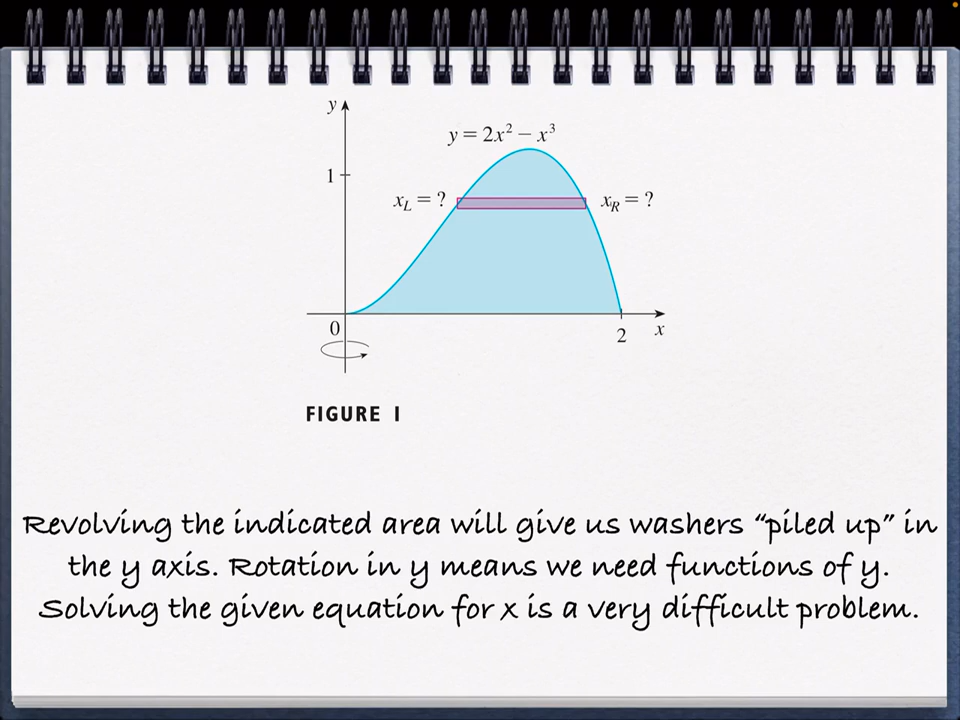 y
y = 2x² − x³
1
x_L = ?
x_R = ?
0
2
x
FIGURE 1
Revolving the indicated area will give us washers “piled up” in
the y axis. Rotation in y means we need functions of y.
Solving the given equation for x is a very difficult problem.